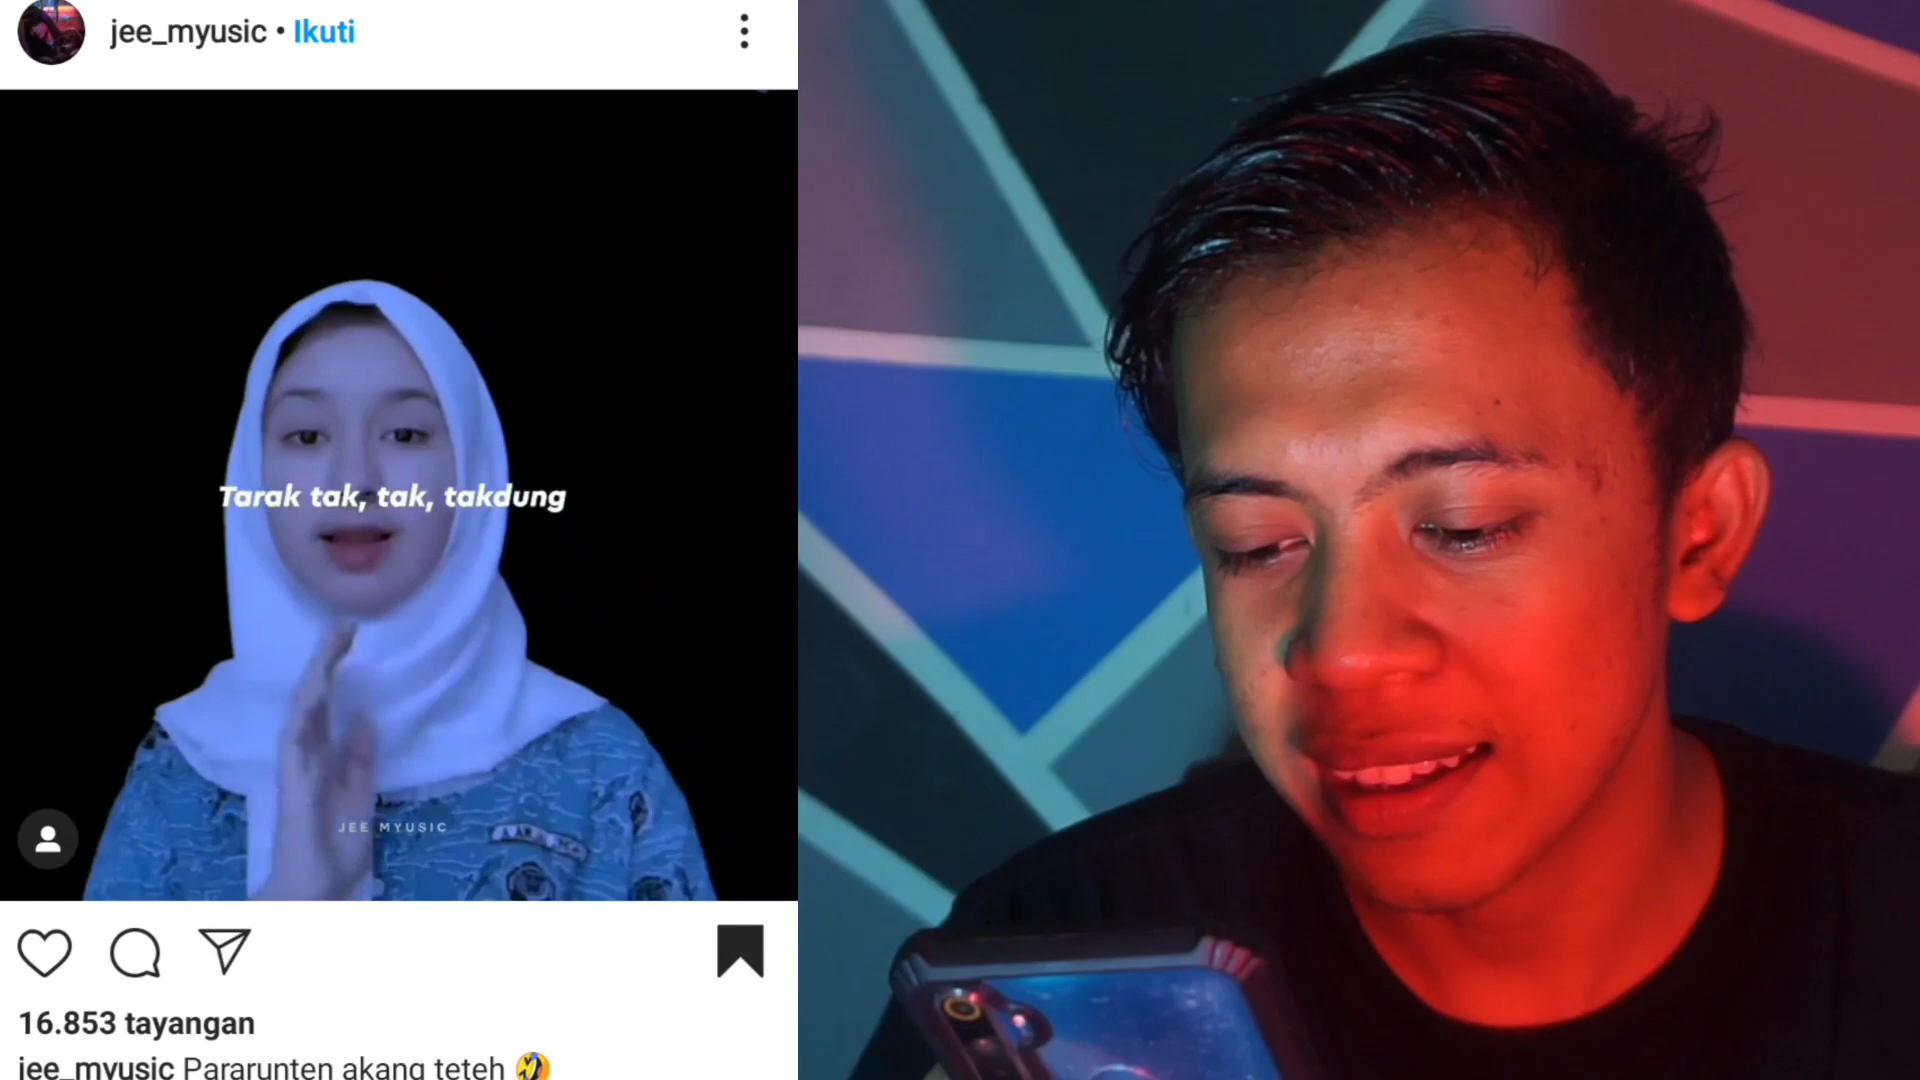 jee_myusic • Ikuti
Tarak tak, tak, takdung
JEE MYUSIC
16.853 tayangan
jee_myusic Pararunten akang teteh 🤣